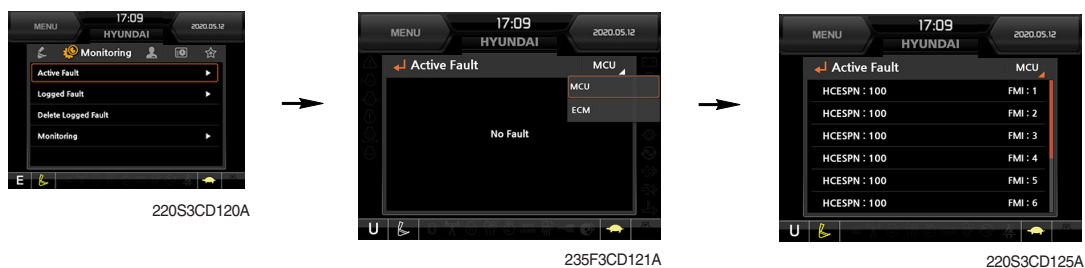 MENU
17:09
HYUNDAI
2020.05.12
Monitoring
Active Fault
Logged Fault
Delete Logged Fault
Monitoring
E
220S3CD120A
MENU
17:09
HYUNDAI
2020.05.12
Active Fault MCU
MCU
ECM
No Fault
U
235F3CD121A
MENU
17:09
HYUNDAI
2020.05.12
Active Fault MCU
HCESPN : 100 FMI : 1
HCESPN : 100 FMI : 2
HCESPN : 100 FMI : 3
HCESPN : 100 FMI : 4
HCESPN : 100 FMI : 5
HCESPN : 100 FMI : 6
U
220S3CD125A